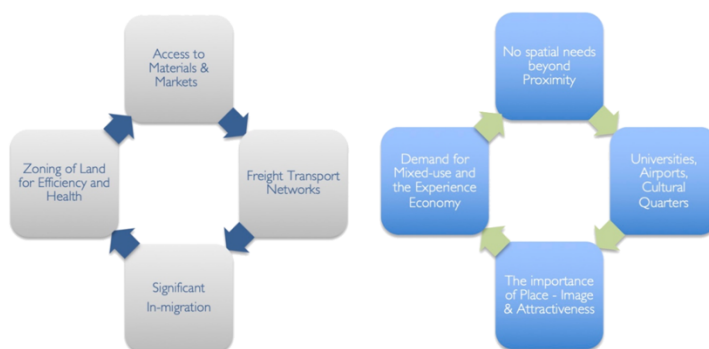 Access to
Materials &
Markets
Freight Transport
Networks
Significant
In-migration
Zoning of Land
for Efficiency and
Health
No spatial needs
beyond
Proximity
Universities,
Airports,
Cultural
Quarters
The importance
of Place - Image
& Attractiveness
Demand for
Mixed-use and
the Experience
Economy